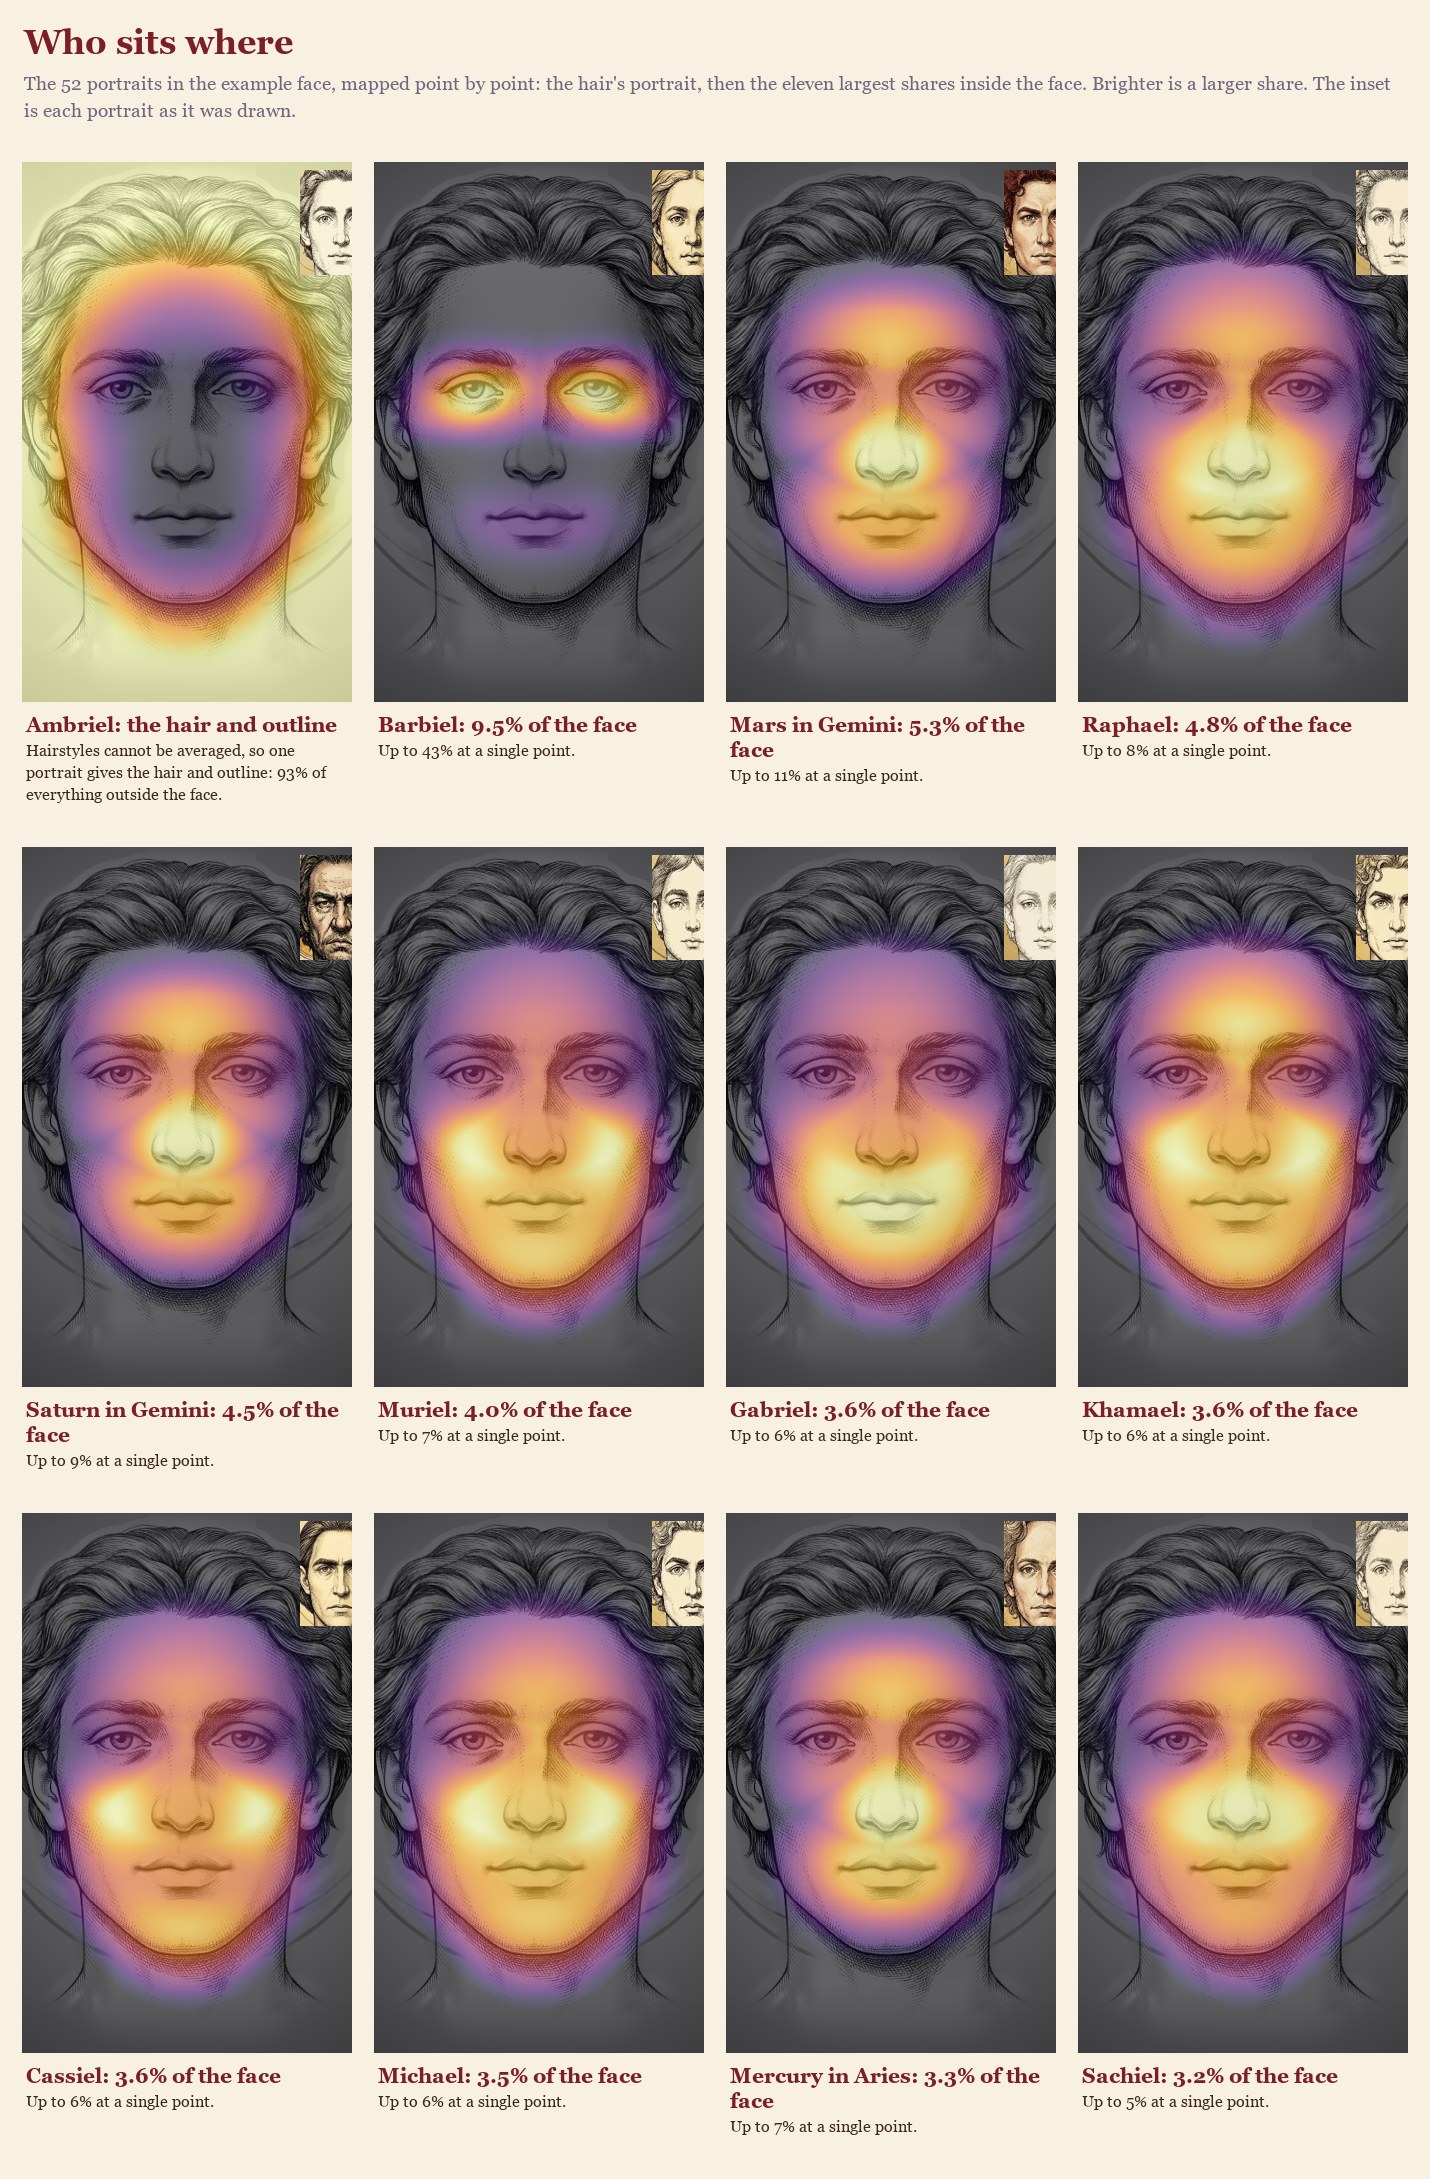 Who sits where
The 52 portraits in the example face, mapped point by point: the hair's portrait, then the eleven largest shares inside the face. Brighter is a larger share. The inset
is each portrait as it was drawn.
Ambriel: the hair and outline
Hairstyles cannot be averaged, so one
portrait gives the hair and outline: 93% of
everything outside the face.
Barbiel: 9.5% of the face
Up to 43% at a single point.
Mars in Gemini: 5.3% of the
face
Up to 11% at a single point.
Raphael: 4.8% of the face
Up to 8% at a single point.
Saturn in Gemini: 4.5% of the
face
Up to 9% at a single point.
Muriel: 4.0% of the face
Up to 7% at a single point.
Gabriel: 3.6% of the face
Up to 6% at a single point.
Khamael: 3.6% of the face
Up to 6% at a single point.
Cassiel: 3.6% of the face
Up to 6% at a single point.
Michael: 3.5% of the face
Up to 6% at a single point.
Mercury in Aries: 3.3% of the
face
Up to 7% at a single point.
Sachiel: 3.2% of the face
Up to 5% at a single point.